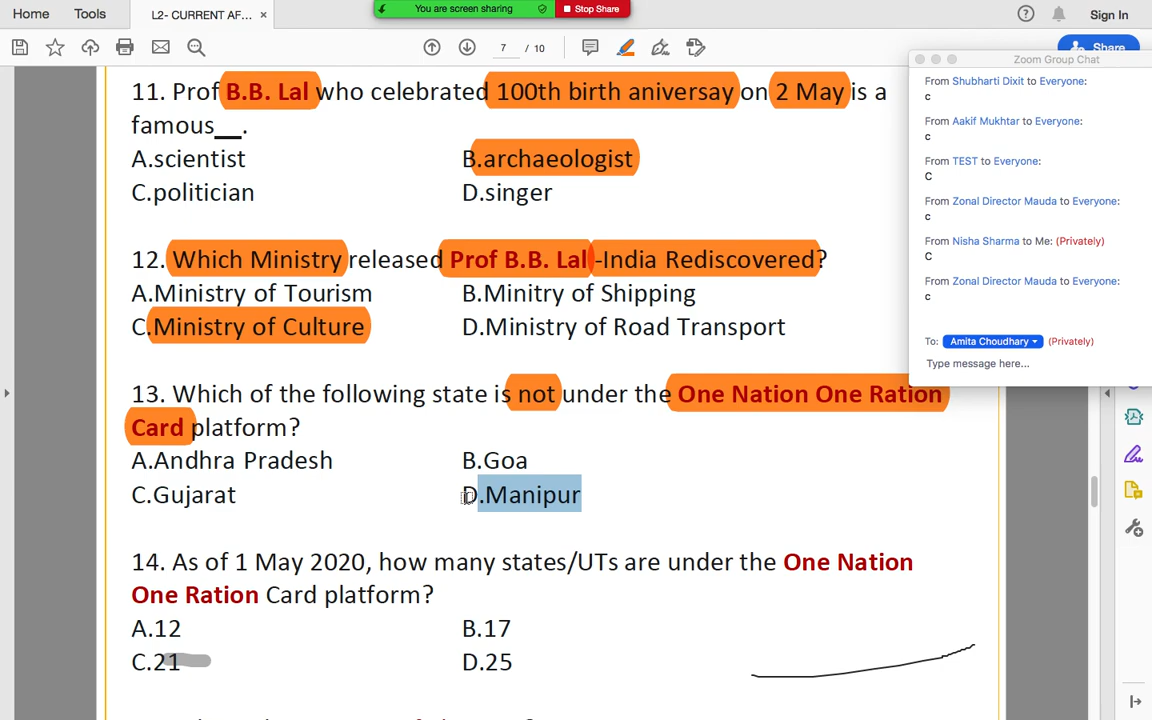 Home Tools L2- CURRENT AF... × You are screen sharing Stop Share ? Sign In
7 / 10 Share
11. Prof B.B. Lal who celebrated 100th birth aniversay on 2 May is a
famous__.
A.scientist B.archaeologist
C.politician D.singer
12. Which Ministry released Prof B.B. Lal -India Rediscovered?
A.Ministry of Tourism B.Minitry of Shipping
C.Ministry of Culture D.Ministry of Road Transport
13. Which of the following state is not under the One Nation One Ration
Card platform?
A.Andhra Pradesh B.Goa
C.Gujarat D.Manipur
14. As of 1 May 2020, how many states/UTs are under the One Nation
One Ration Card platform?
A.12 B.17
C.21 D.25
Zoom Group Chat
From Shubharti Dixit to Everyone:
c
From Aakif Mukhtar to Everyone:
c
From TEST to Everyone:
C
From Zonal Director Mauda to Everyone:
c
From Nisha Sharma to Me: (Privately)
C
From Zonal Director Mauda to Everyone:
c
To: Amita Choudhary (Privately)
Type message here...